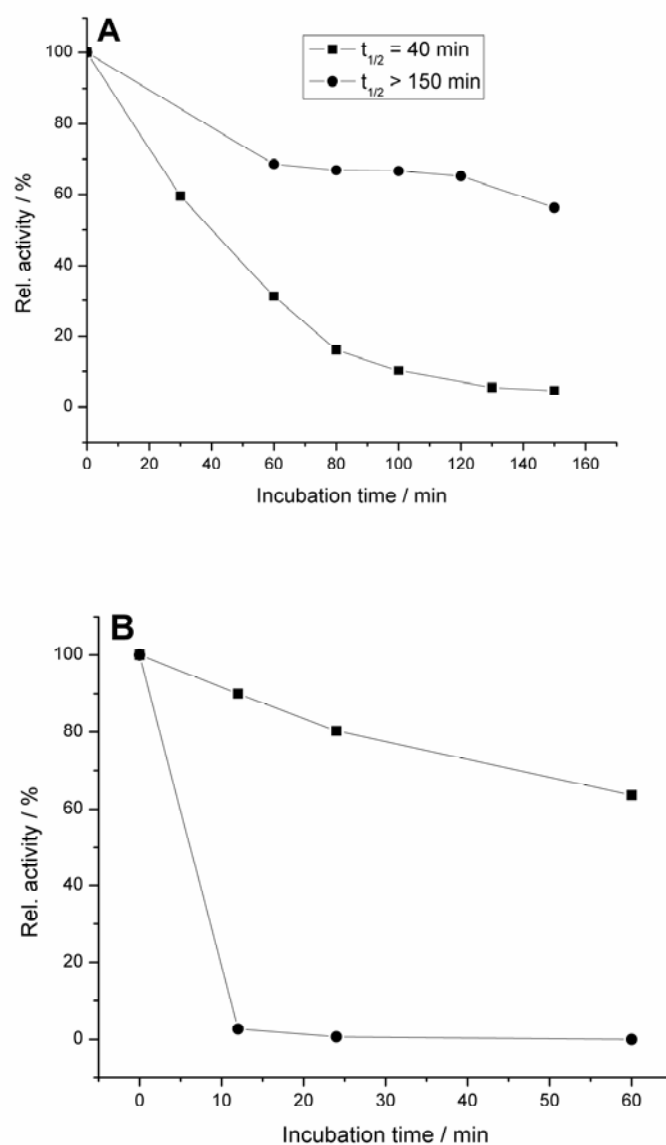 A
t1/2 = 40 min
t1/2 > 150 min
100
80
60
40
20
0
Rel. activity / %
0 20 40 60 80 100 120 140 160
Incubation time / min
B
100
80
60
40
20
0
Rel. activity / %
0 10 20 30 40 50 60
Incubation time / min